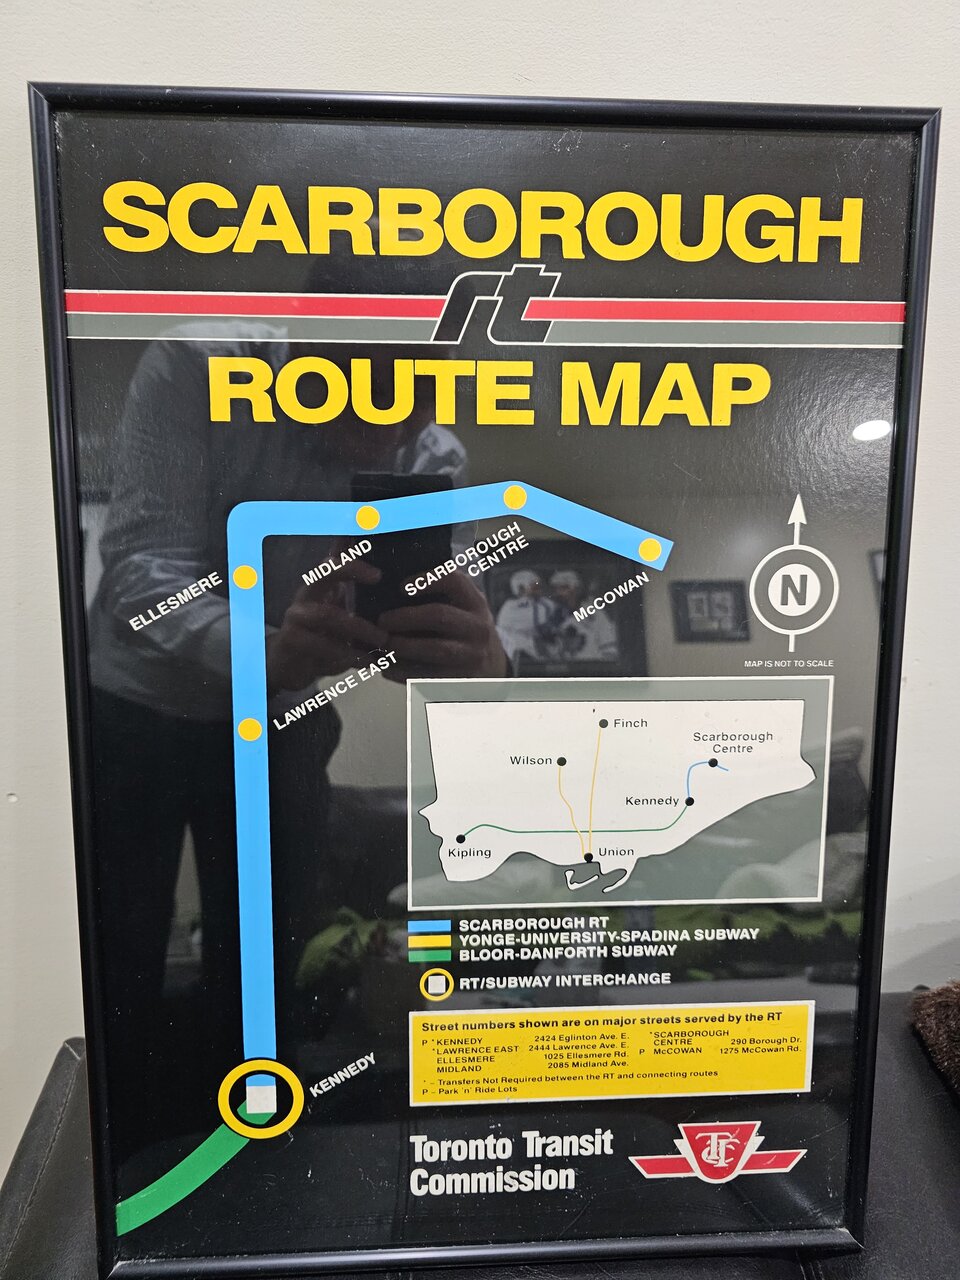 SCARBOROUGH
rt
ROUTE MAP
MIDLAND
SCARBOROUGH
CENTRE
McCOWAN
ELLESMERE
LAWRENCE EAST
N
MAP IS NOT TO SCALE
Finch
Wilson
Scarborough
Centre
Kennedy
Kipling
Union
SCARBOROUGH RT
YONGE-UNIVERSITY-SPADINA SUBWAY
BLOOR-DANFORTH SUBWAY
RT/SUBWAY INTERCHANGE
Street numbers shown are on major streets served by the RT
P *KENNEDY 2424 Eglinton Ave. E.
*LAWRENCE EAST 2444 Lawrence Ave. E.
ELLESMERE 1025 Ellesmere Rd.
MIDLAND 2085 Midland Ave.
*SCARBOROUGH
CENTRE 290 Borough Dr.
P McCOWAN 1275 McCowan Rd.
* – Transfers Not Required between the RT and connecting routes
P – Park 'n' Ride Lots
KENNEDY
Toronto Transit
Commission
TTC